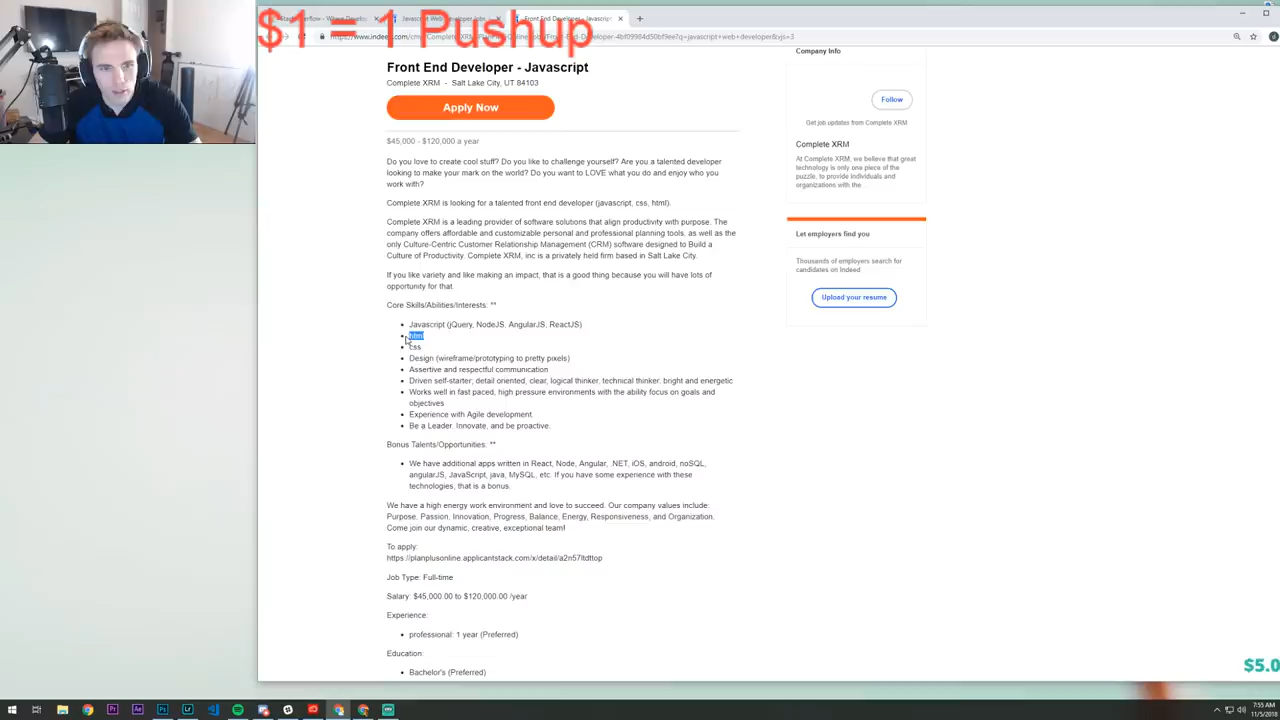 $1 = 1 Pushup
Javascript Web Developer Jobs,
Front End Developer - Javascript
Front End Developer - Javascript
Complete XRM - Salt Lake City, UT 84103
Apply Now
$45,000 - $120,000 a year
Do you love to create cool stuff? Do you like to challenge yourself? Are you a talented developer
looking to make your mark on the world? Do you want to LOVE what you do and enjoy who you
work with?
Complete XRM is looking for a talented front end developer (javascript, css, html).
Complete XRM is a leading provider of software solutions that align productivity with purpose. The
company offers affordable and customizable personal and professional planning tools, as well as the
only Culture-Centric Customer Relationship Management (CRM) software designed to Build a
Culture of Productivity. Complete XRM, inc is a privately held firm based in Salt Lake City.
If you like variety and like making an impact, that is a good thing because you will have lots of
opportunity for that.
Core Skills/Abilities/Interests: **
Javascript (jQuery, NodeJS, AngularJS, ReactJS)
html
css
Design (wireframe/prototyping to pretty pixels)
Assertive and respectful communication
Driven self-starter; detail oriented, clear, logical thinker, technical thinker, bright and energetic
Works well in fast paced, high pressure environments with the ability focus on goals and
objectives
Experience with Agile development.
Be a Leader. Innovate, and be proactive.
Bonus Talents/Opportunities: **
We have additional apps written in React, Node, Angular, .NET, iOS, android, noSQL,
angularJS, JavaScript, java, MySQL, etc. If you have some experience with these
technologies, that is a bonus.
We have a high energy work environment and love to succeed. Our company values include:
Purpose, Passion, Innovation, Progress, Balance, Energy, Responsiveness, and Organization.
Come join our dynamic, creative, exceptional team!
To apply:
https://planplusonline.applicantstack.com/x/detail/a2n57ltdttop
Job Type: Full-time
Salary: $45,000.00 to $120,000.00 /year
Experience:
professional: 1 year (Preferred)
Education:
Bachelor's (Preferred)
Company Info
Follow
Get job updates from Complete XRM
Complete XRM
At Complete XRM, we believe that great
technology is only one piece of the
puzzle, to provide individuals and
organizations with the
Let employers find you
Thousands of employers search for
candidates on Indeed
Upload your resume
$5.0
7:55 AM
11/5/2018